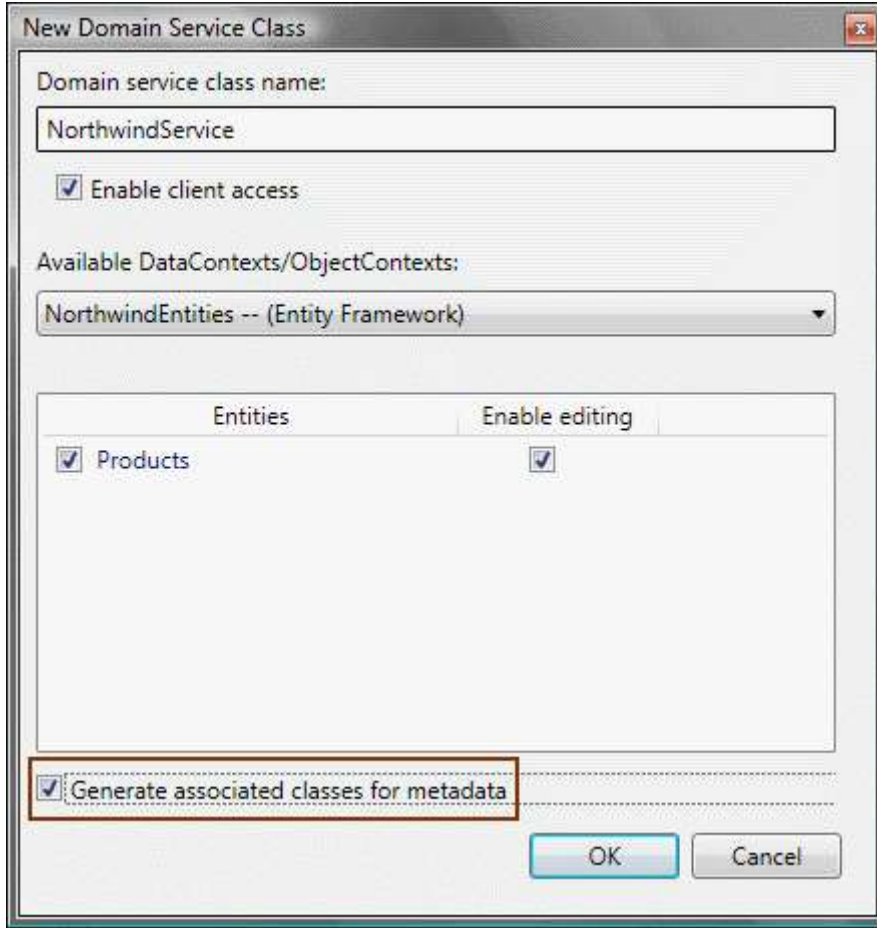 New Domain Service Class
Domain service class name:
NorthwindService
Enable client access
Available DataContexts/ObjectContexts:
NorthwindEntities -- (Entity Framework)
Entities Enable editing
Products
Generate associated classes for metadata
OK Cancel